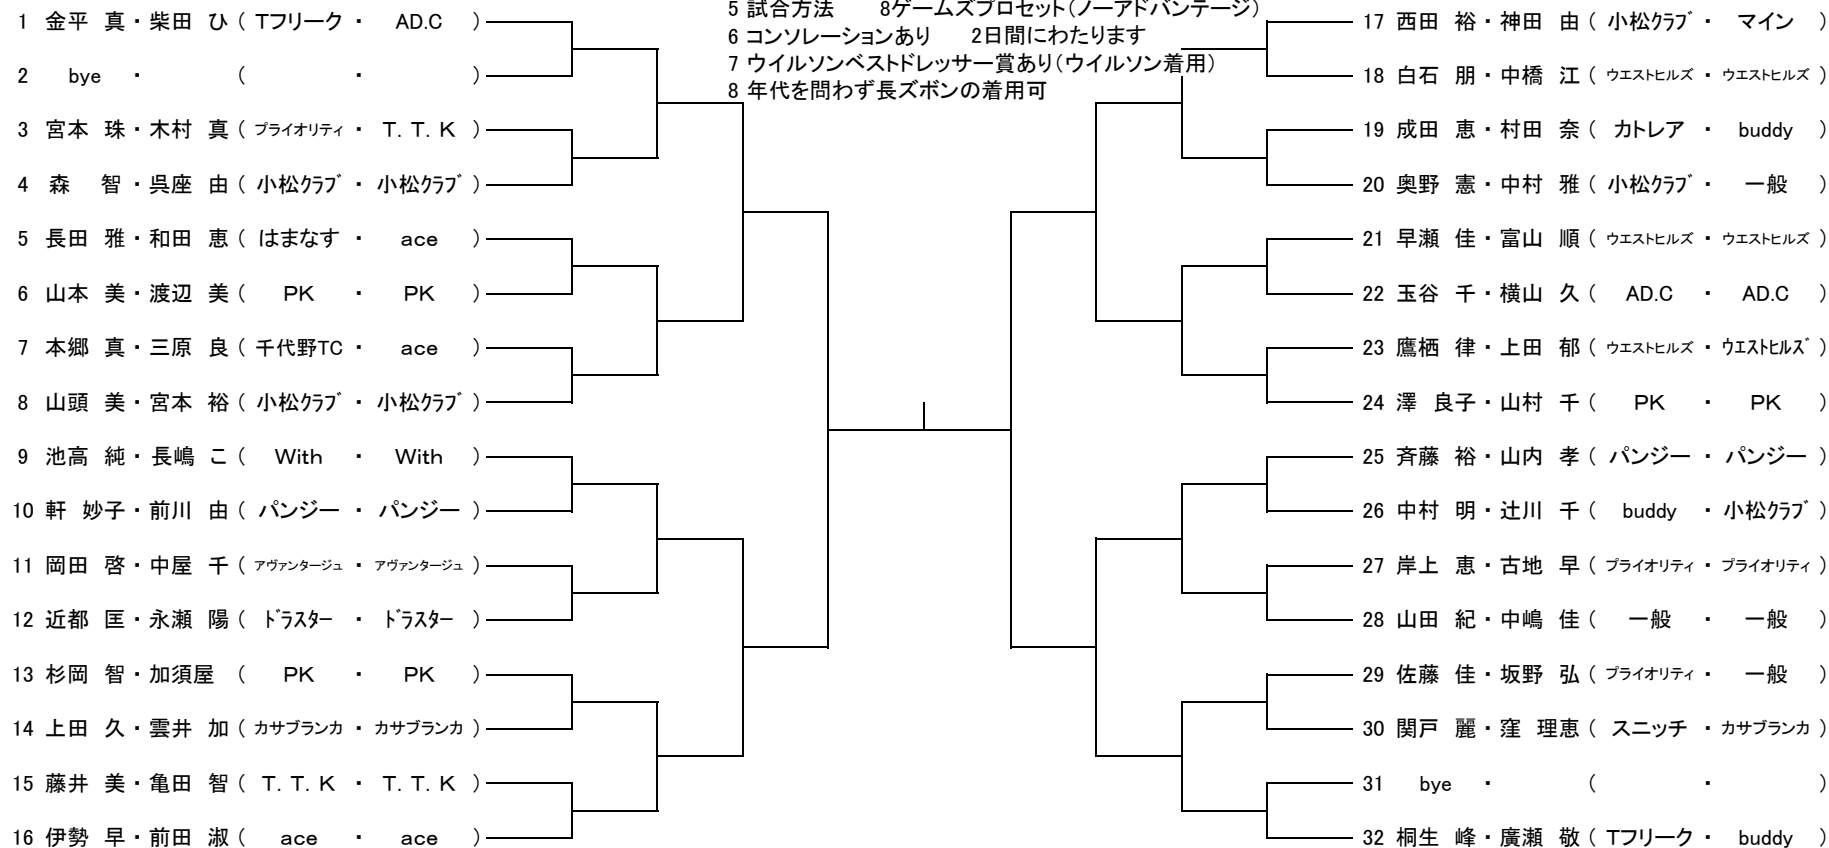 5 試合方法　　8ゲームズプロセット(ノーアドバンテージ)
6 コンソレーションあり　　2日間にわたります
7 ウイルソンベストドレッサー賞あり(ウイルソン着用)
8 年代を問わず長ズボンの着用可
1 金平 真・柴田 ひ ( Tフリーク ・ AD.C )
2 bye ・ ( ・ )
3 宮本 珠・木村 真 ( プライオリティ ・ T.T.K )
4 森 智・呉座 由 ( 小松ｸﾗﾌﾞ ・ 小松ｸﾗﾌﾞ )
5 長田 雅・和田 恵 ( はまなす ・ ace )
6 山本 美・渡辺 美 ( PK ・ PK )
7 本郷 真・三原 良 ( 千代野TC ・ ace )
8 山頭 美・宮本 裕 ( 小松ｸﾗﾌﾞ ・ 小松ｸﾗﾌﾞ )
9 池高 純・長嶋 こ ( With ・ With )
10 軒 妙子・前川 由 ( パンジー ・ パンジー )
11 岡田 啓・中屋 千 ( アヴァンタージュ ・ アヴァンタージュ )
12 近都 匡・永瀬 陽 ( ﾄﾞﾗｽﾀｰ ・ ﾄﾞﾗｽﾀｰ )
13 杉岡 智・加須屋 ( PK ・ PK )
14 上田 久・雲井 加 ( カサブランカ ・ カサブランカ )
15 藤井 美・亀田 智 ( T.T.K ・ T.T.K )
16 伊勢 早・前田 淑 ( ace ・ ace )
17 西田 裕・神田 由 ( 小松ｸﾗﾌﾞ ・ マイン )
18 白石 朋・中橋 江 ( ウエストヒルズ ・ ウエストヒルズ )
19 成田 恵・村田 奈 ( カトレア ・ buddy )
20 奥野 憲・中村 雅 ( 小松ｸﾗﾌﾞ ・ 一般 )
21 早瀬 佳・富山 順 ( ウエストヒルズ ・ ウエストヒルズ )
22 玉谷 千・横山 久 ( AD.C ・ AD.C )
23 鷹栖 律・上田 郁 ( ウエストヒルズ ・ ｳｴｽﾄﾋﾙｽﾞ )
24 澤 良子・山村 千 ( PK ・ PK )
25 斉藤 裕・山内 孝 ( パンジー ・ パンジー )
26 中村 明・辻川 千 ( buddy ・ 小松ｸﾗﾌﾞ )
27 岸上 恵・古地 早 ( プライオリティ ・ プライオリティ )
28 山田 紀・中嶋 佳 ( 一般 ・ 一般 )
29 佐藤 佳・坂野 弘 ( プライオリティ ・ 一般 )
30 関戸 麗・窪 理恵 ( スニッチ ・ カサブランカ )
31 bye ・ ( ・ )
32 桐生 峰・廣瀬 敬 ( Tフリーク ・ buddy )